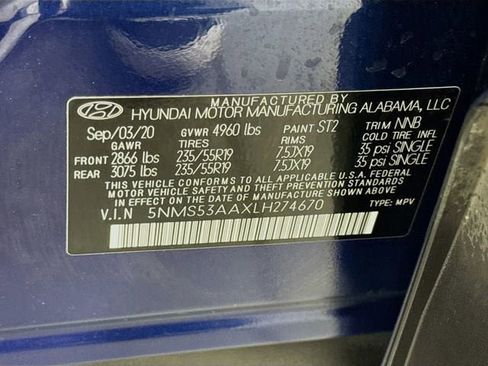 MANUFACTURED BY
HYUNDAI MOTOR MANUFACTURING ALABAMA, LLC
Sep/03/20 GVWR 4960 lbs PAINT ST2 TRIM NNB
GAWR TIRES RIMS COLD TIRE INFL.
FRONT 2866 lbs 235/55R19 7.5JX19 35 psi SINGLE
REAR 3075 lbs 235/55R19 7.5JX19 35 psi SINGLE
THIS VEHICLE CONFORMS TO ALL APPLICABLE U.S.A. FEDERAL
MOTOR VEHICLE SAFETY STANDARDS IN EFFECT ON THE
DATE OF MANUFACTURE SHOWN ABOVE.
V.I.N 5NMS53AAXLH274670 TYPE: MPV